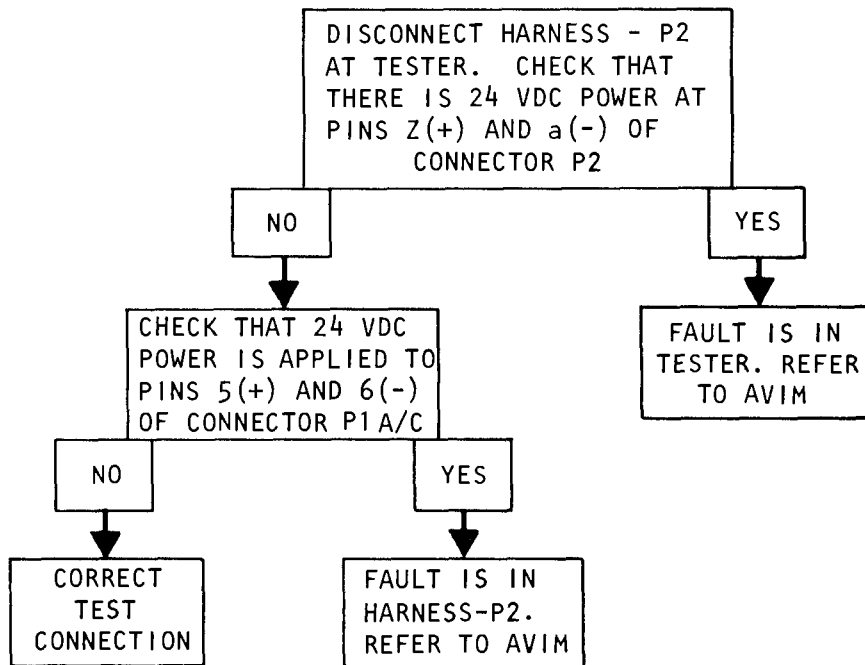 DISCONNECT HARNESS - P2
AT TESTER. CHECK THAT
THERE IS 24 VDC POWER AT
PINS Z(+) AND a(-) OF
CONNECTOR P2
NO
YES
CHECK THAT 24 VDC
POWER IS APPLIED TO
PINS 5(+) AND 6(-)
OF CONNECTOR P1 A/C
FAULT IS IN
TESTER. REFER
TO AVIM
NO
YES
CORRECT
TEST
CONNECTION
FAULT IS IN
HARNESS-P2.
REFER TO AVIM